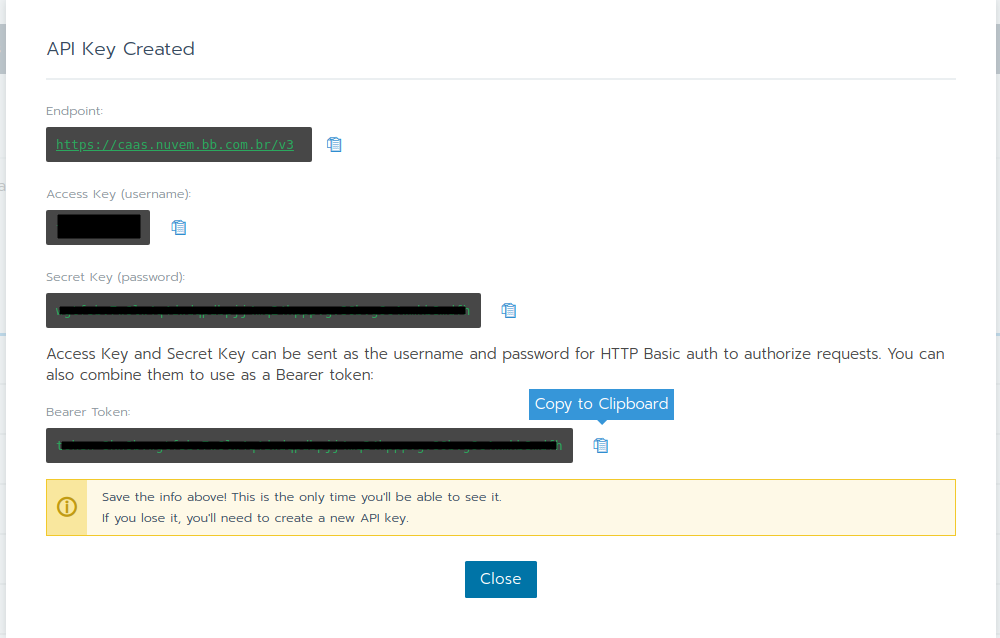 API Key Created
Endpoint:
https://caas.nuvem.bb.com.br/v3
Access Key (username):
Secret Key (password):
Access Key and Secret Key can be sent as the username and password for HTTP Basic auth to authorize requests. You can
also combine them to use as a Bearer token:
Copy to Clipboard
Bearer Token:
Save the info above! This is the only time you'll be able to see it.
If you lose it, you'll need to create a new API key.
Close